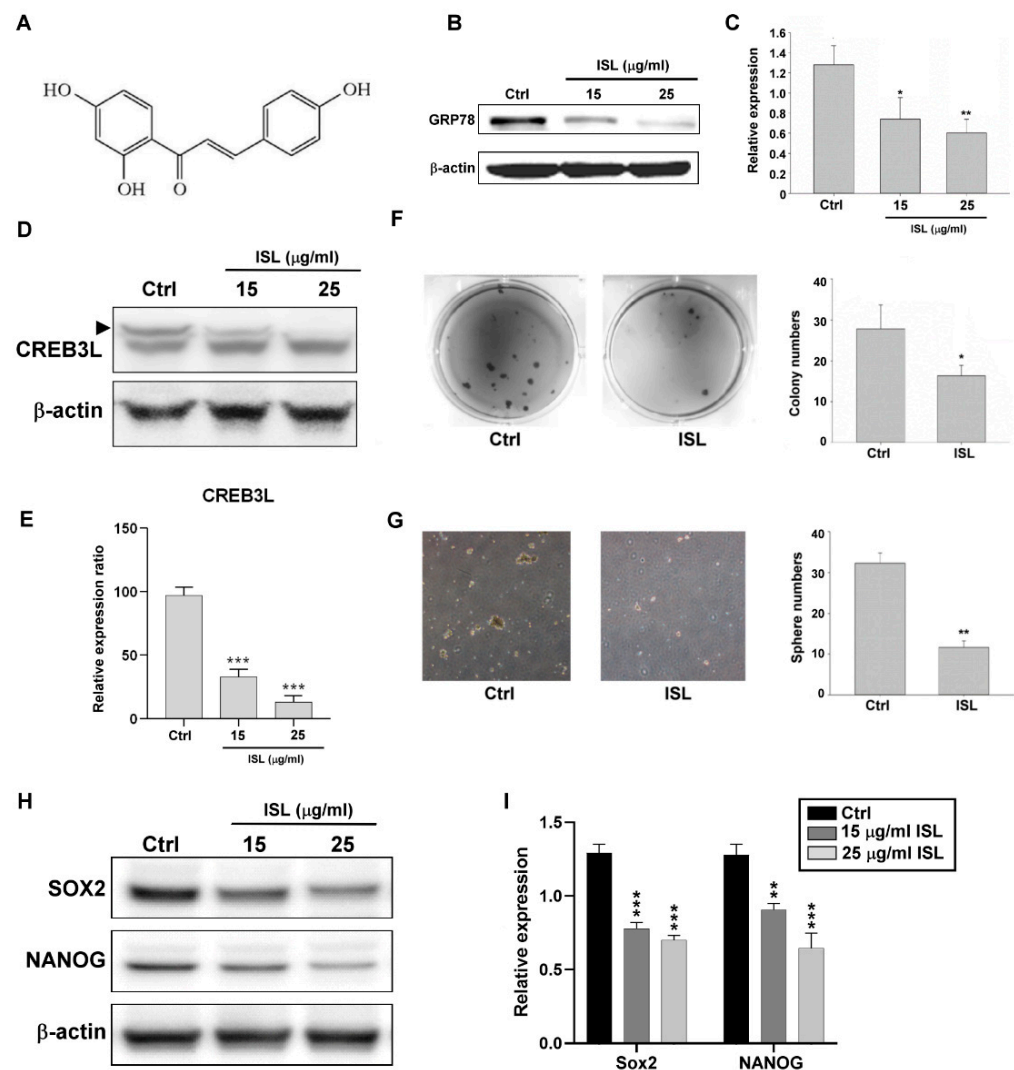 A
HO
OH
OH
O
B
ISL (μg/ml)
Ctrl 15 25
GRP78
β-actin
C
Relative expression
1.6
1.4
1.2
1.0
0.8
0.6
0.4
0.2
0
*
**
Ctrl 15 25
ISL (μg/ml)
D
ISL (μg/ml)
Ctrl 15 25
CREB3L
β-actin
E
CREB3L
Relative expression ratio
150
100
50
0
***
***
Ctrl 15 25
ISL (μg/ml)
F
Ctrl ISL
Colony numbers
40
30
20
10
0
*
Ctrl ISL
G
Ctrl ISL
Sphere numbers
40
30
20
10
0
**
Ctrl ISL
H
ISL (μg/ml)
Ctrl 15 25
SOX2
NANOG
β-actin
I
Ctrl
15 μg/ml ISL
25 μg/ml ISL
Relative expression
1.5
1.0
0.5
0.0
***
***
**
***
Sox2 NANOG